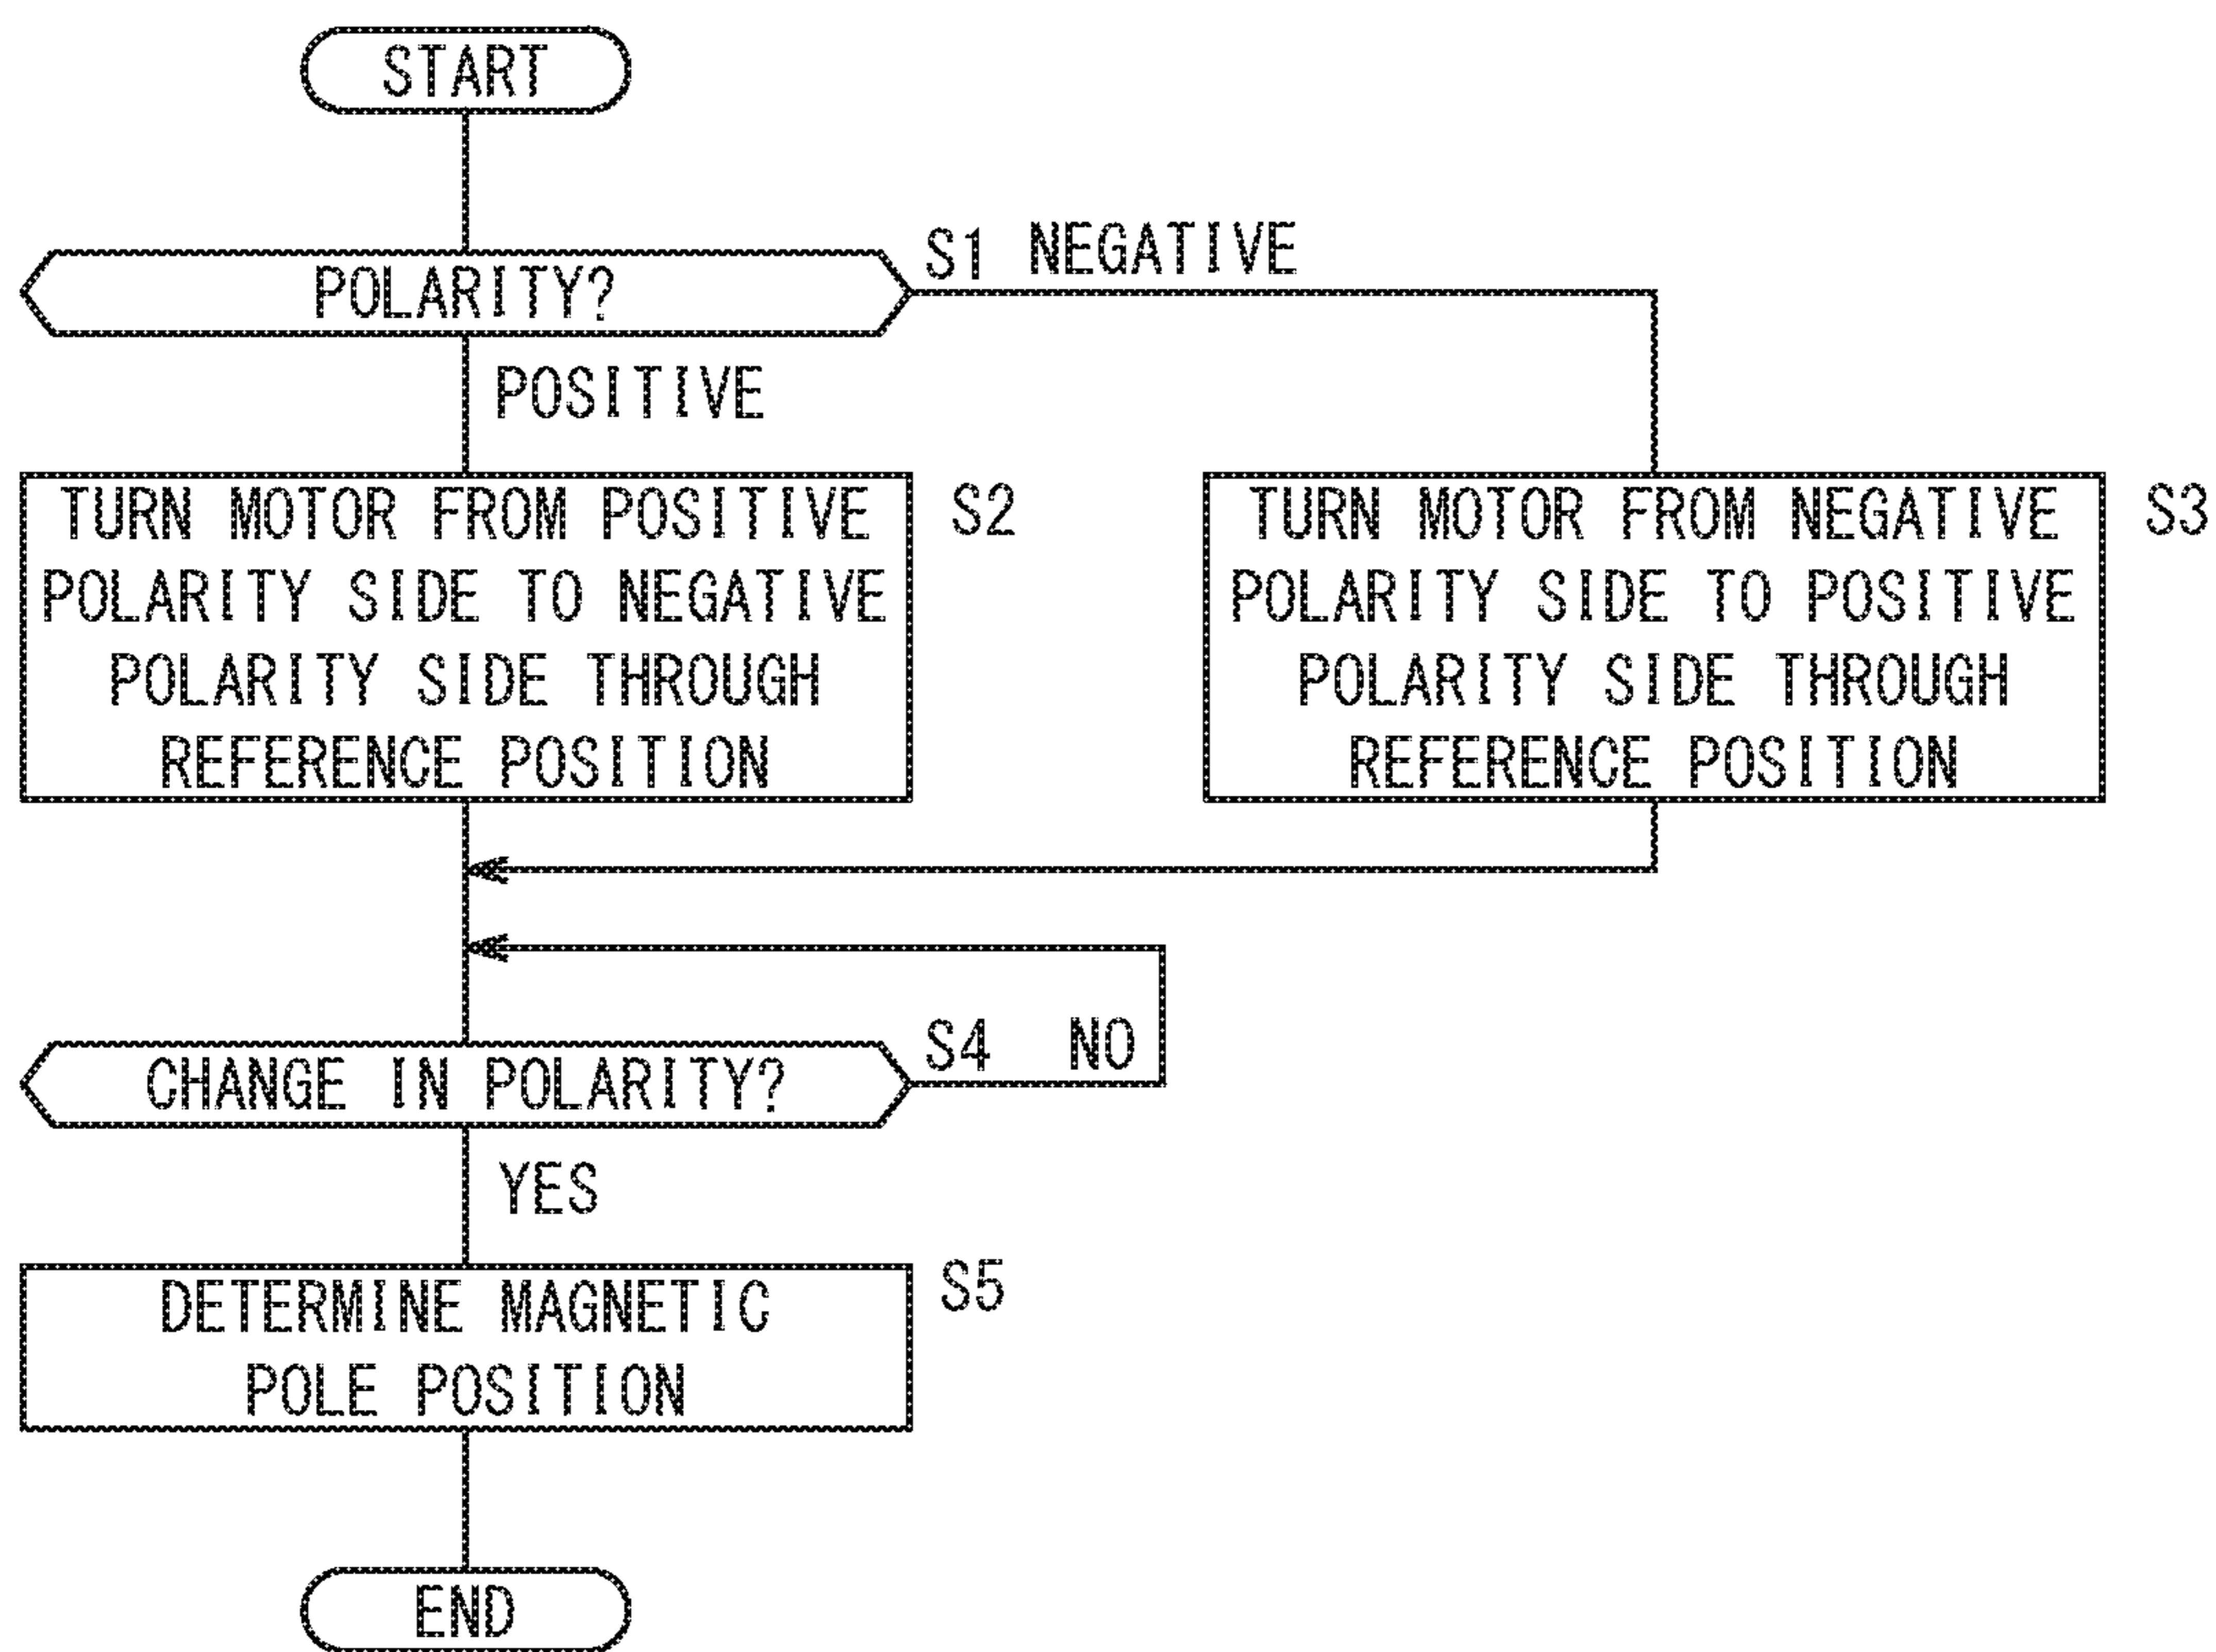 START
POLARITY?
S1 NEGATIVE
POSITIVE
TURN MOTOR FROM POSITIVE
POLARITY SIDE TO NEGATIVE
POLARITY SIDE THROUGH
REFERENCE POSITION
S2
TURN MOTOR FROM NEGATIVE
POLARITY SIDE TO POSITIVE
POLARITY SIDE THROUGH
REFERENCE POSITION
S3
CHANGE IN POLARITY?
S4 NO
YES
DETERMINE MAGNETIC
POLE POSITION
S5
END